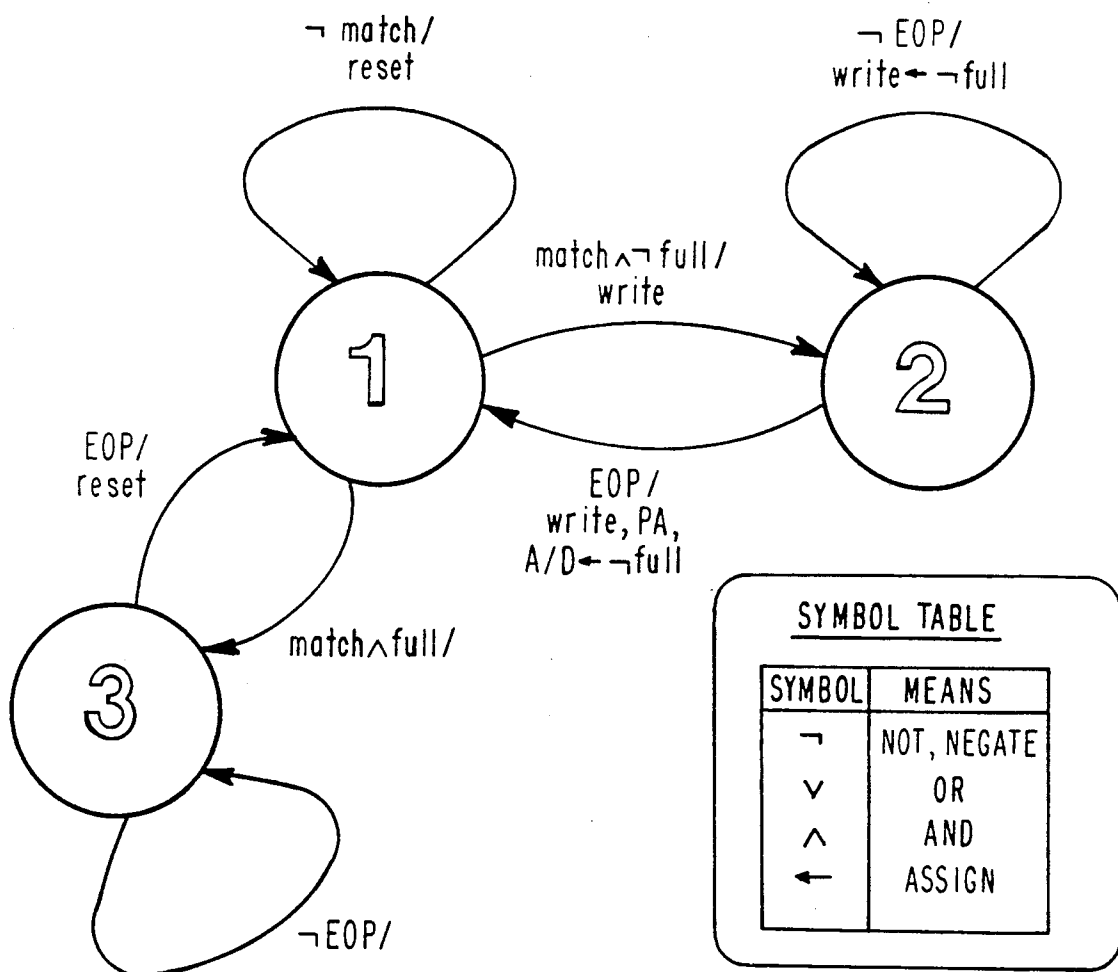 ¬ match/
reset
¬ EOP/
write← ¬full
match∧¬ full/
write
1
2
EOP/
reset
EOP/
write, PA,
A/D← ¬full
match∧full/
3
¬EOP/
SYMBOL TABLE
SYMBOL MEANS
¬ NOT, NEGATE
∨ OR
∧ AND
← ASSIGN